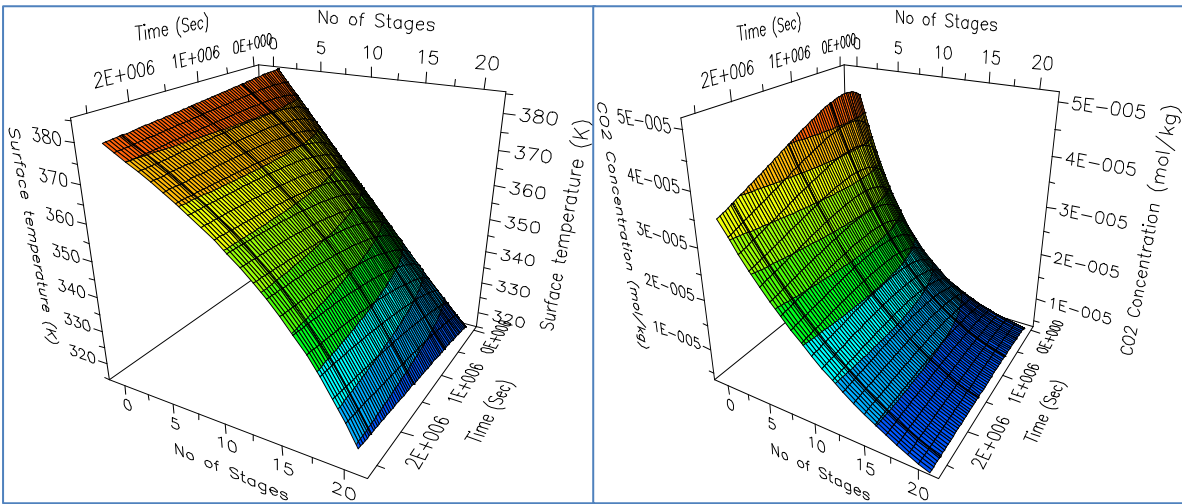 No of Stages
Time (Sec)
2E+006 1E+006 0E+000
0 5 10 15 20
380
370
360
350
340
330
320
Surface temperature (K)
380
370
360
350
340
330
320
Surface temperature (K)
0 5 10 15 20
No of Stages
2E+006 1E+006 0E+000
Time (Sec)
No of Stages
Time (Sec)
2E+006 1E+006 0E+000
0 5 10 15 20
5E-005
4E-005
3E-005
2E-005
1E-005
CO2 Concentration (mol/kg)
5E-005
4E-005
3E-005
2E-005
1E-005
CO2 Concentration (mol/kg)
0 5 10 15 20
No of Stages
2E+006 1E+006 0E+000
Time (Sec)